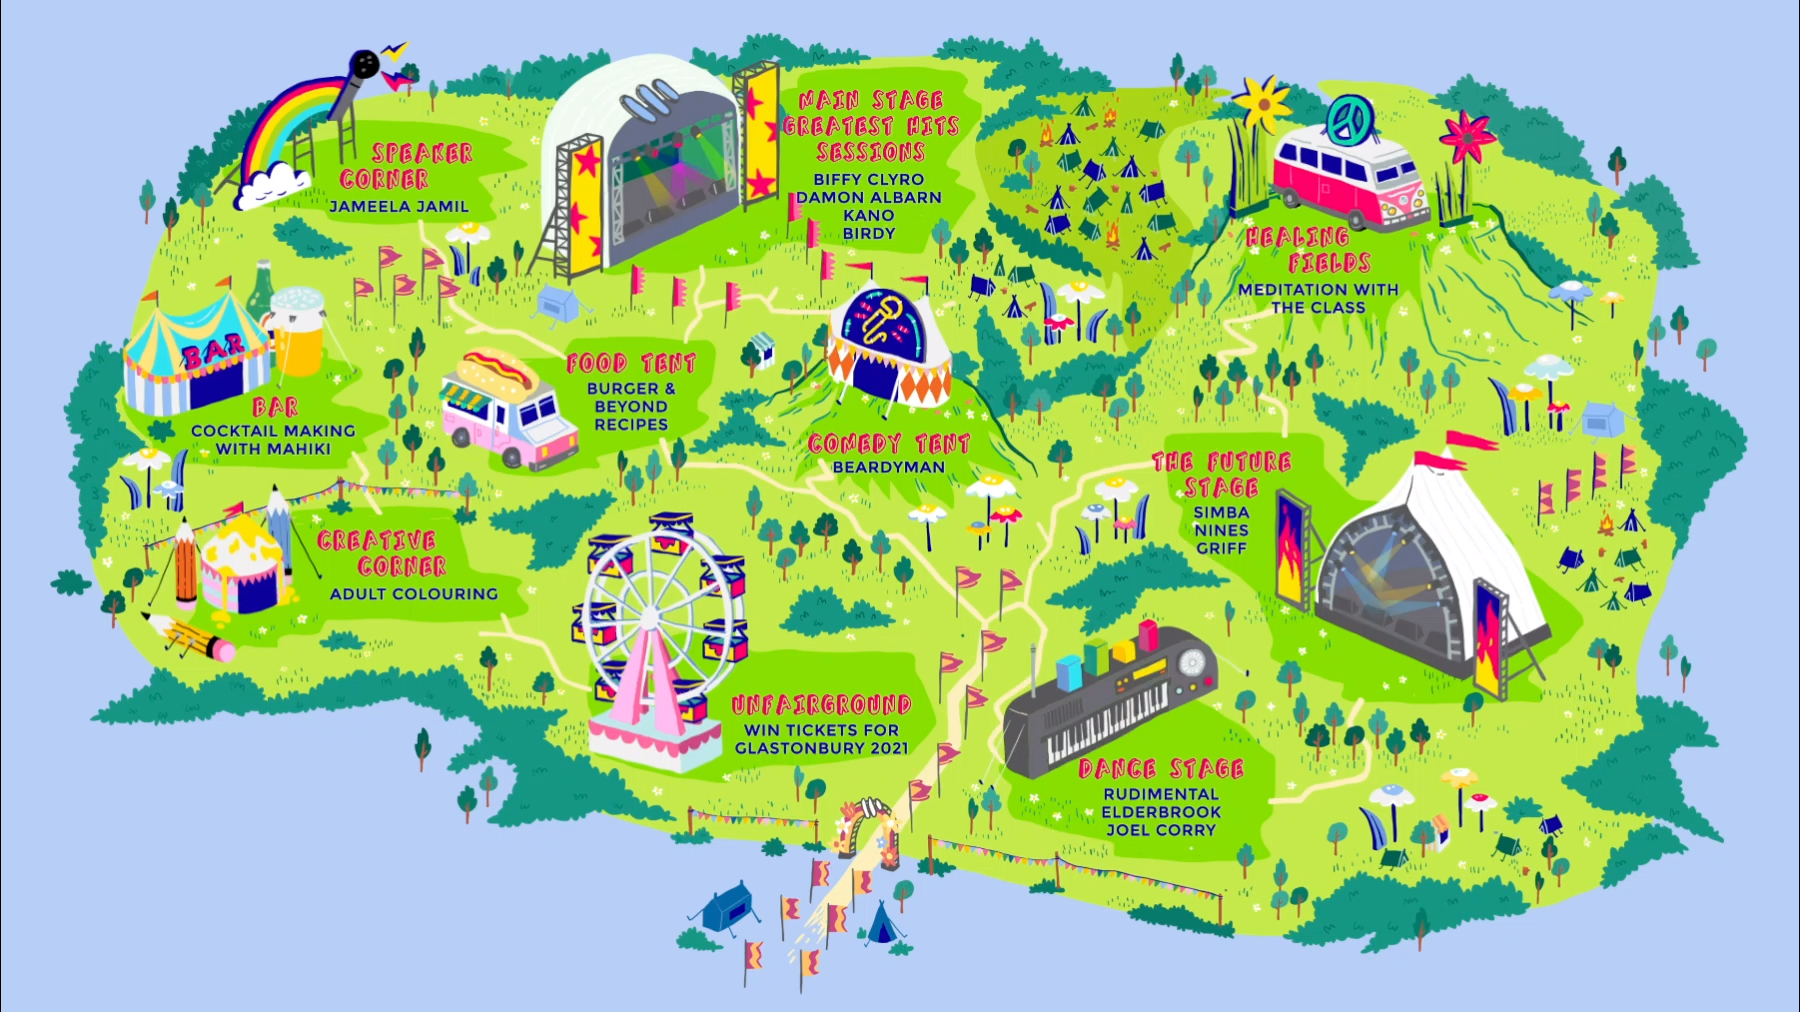 SPEAKER
CORNER
JAMEELA JAMIL
MAIN STAGE
GREATEST HITS
SESSIONS
BIFFY CLYRO
DAMON ALBARN
KANO
BIRDY
HEALING
FIELDS
MEDITATION WITH
THE CLASS
BAR
BAR
COCKTAIL MAKING
WITH MAHIKI
FOOD TENT
BURGER &
BEYOND
RECIPES
COMEDY TENT
BEARDYMAN
THE FUTURE
STAGE
SIMBA
NINES
GRIFF
CREATIVE
CORNER
ADULT COLOURING
UNFAIRGROUND
WIN TICKETS FOR
GLASTONBURY 2021
DANCE STAGE
RUDIMENTAL
ELDERBROOK
JOEL CORRY